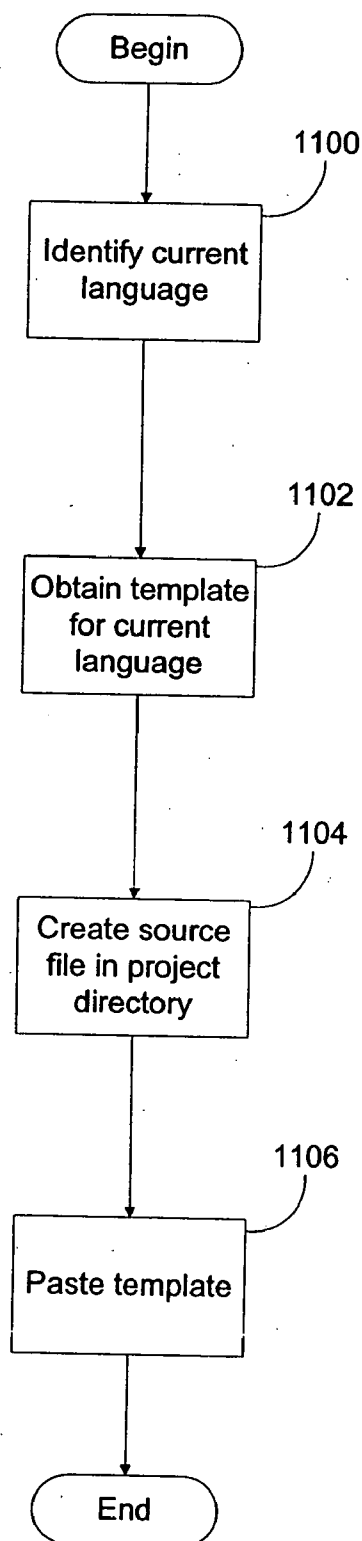 Begin
1100
Identify current
language
1102
Obtain template
for current
language
1104
Create source
file in project
directory
1106
Paste template
End